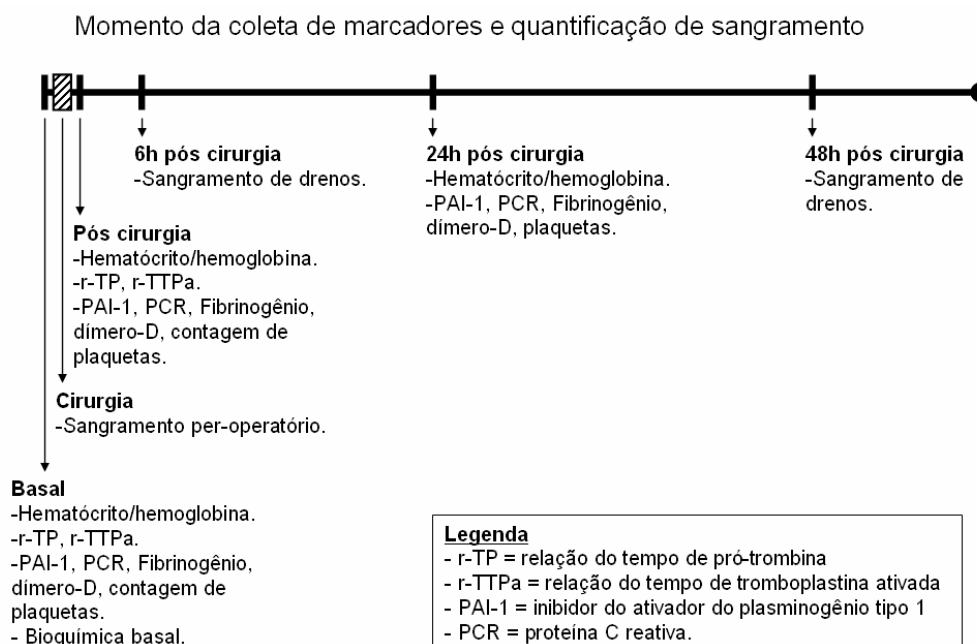 Momento da coleta de marcadores e quantificação de sangramento
6h pós cirurgia
-Sangramento de drenos.
24h pós cirurgia
-Hematócrito/hemoglobina.
-PAI-1, PCR, Fibrinogênio,
dímero-D, plaquetas.
48h pós cirurgia
-Sangramento de
drenos.
Pós cirurgia
-Hematócrito/hemoglobina.
-r-TP, r-TTPa.
-PAI-1, PCR, Fibrinogênio,
dímero-D, contagem de
plaquetas.
Cirurgia
-Sangramento per-operatório.
Basal
-Hematócrito/hemoglobina.
-r-TP, r-TTPa.
-PAI-1, PCR, Fibrinogênio,
dímero-D, contagem de
plaquetas.
- Bioquímica basal.
Legenda
- r-TP = relação do tempo de pró-trombina
- r-TTPa = relação do tempo de tromboplastina ativada
- PAI-1 = inibidor do ativador do plasminogênio tipo 1
- PCR = proteína C reativa.